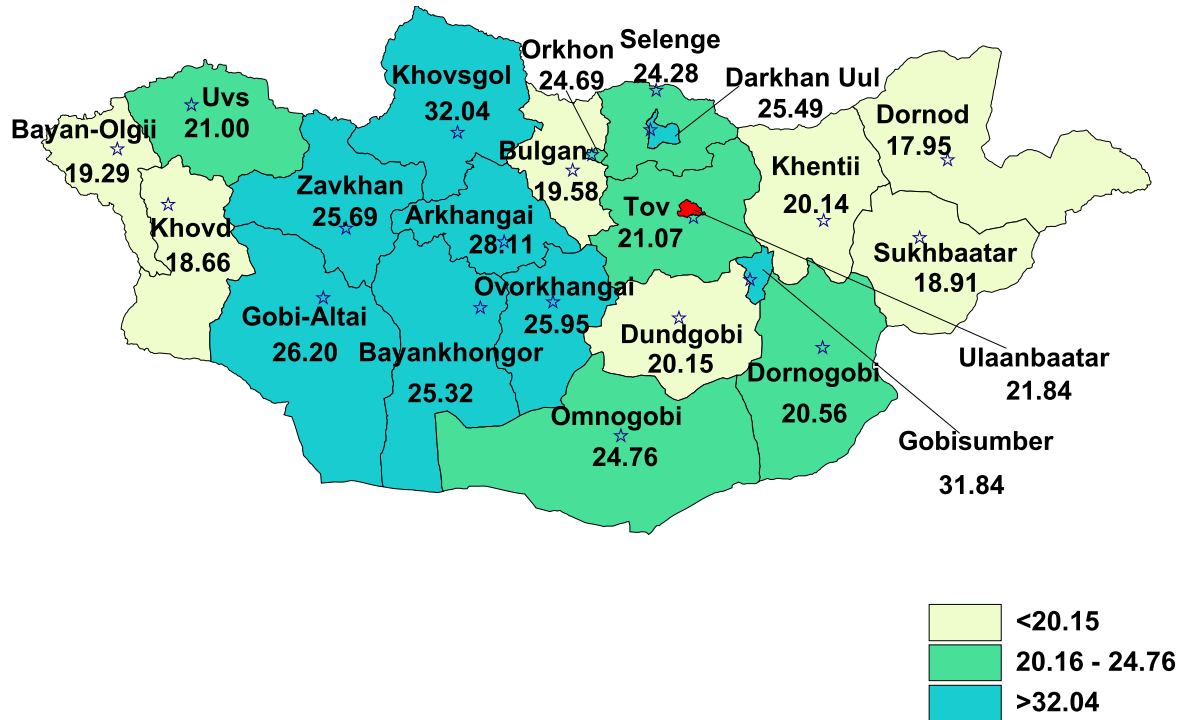 Orkhon
24.69
Selenge
24.28
Khovsgol
32.04
Darkhan Uul
25.49
Uvs
21.00
Dornod
17.95
Bayan-Olgii
19.29
Bulgan
19.58
Khentii
20.14
Zavkhan
25.69
Arkhangai
28.11
Tov
21.07
Khovd
18.66
Sukhbaatar
18.91
Ovorkhangai
25.95
Gobi-Altai
26.20
Dundgobi
20.15
Bayankhongor
25.32
Ulaanbaatar
21.84
Dornogobi
20.56
Omnogobi
24.76
Gobisumber
31.84
<20.15
20.16 - 24.76
>32.04